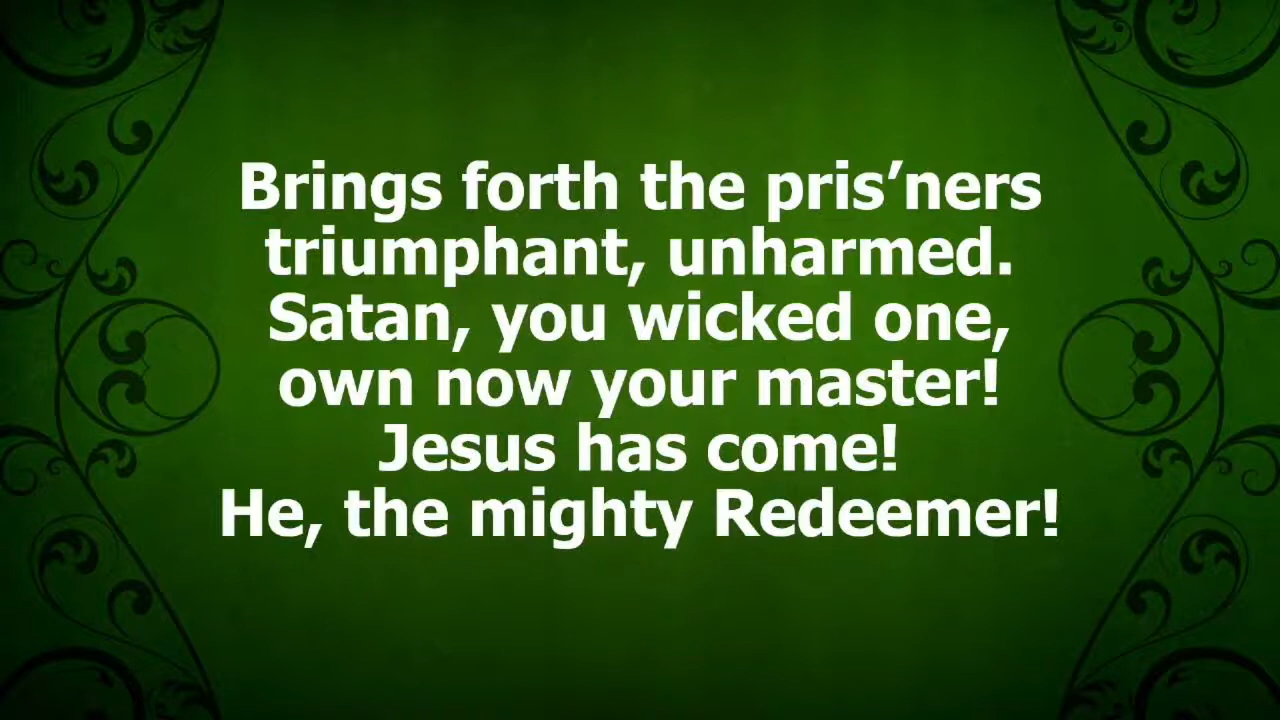 Brings forth the pris’ners
triumphant, unharmed.
Satan, you wicked one,
own now your master!
Jesus has come!
He, the mighty Redeemer!